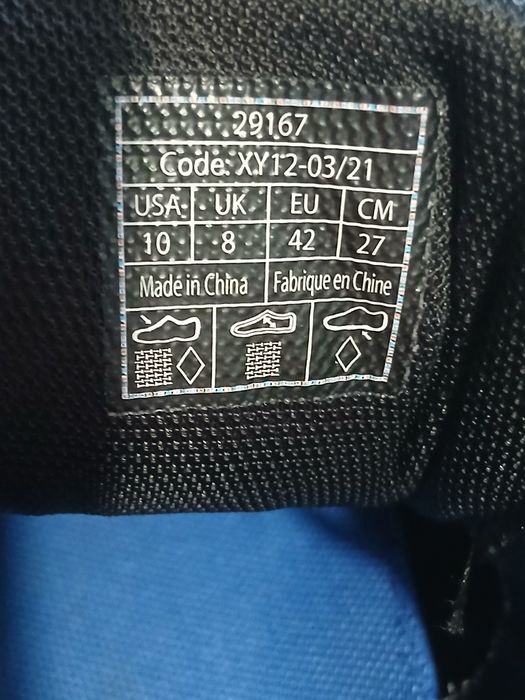 29167
Code: XY12-03/21
USA UK EU CM
10 8 42 27
Made in China Fabrique en Chine